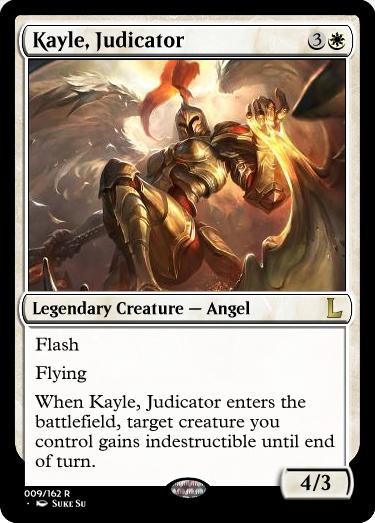 Kayle, Judicator 3
Legendary Creature — Angel L
Flash
Flying
When Kayle, Judicator enters the
battlefield, target creature you
control gains indestructible until end
of turn.
4/3
009/162 R
· Suke Su